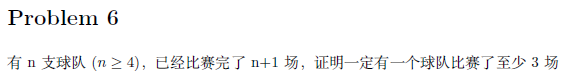 Problem 6
有 n 支球队 (n ≥ 4)，已经比赛完了 n+1 场，证明一定有一个球队比赛了至少 3 场